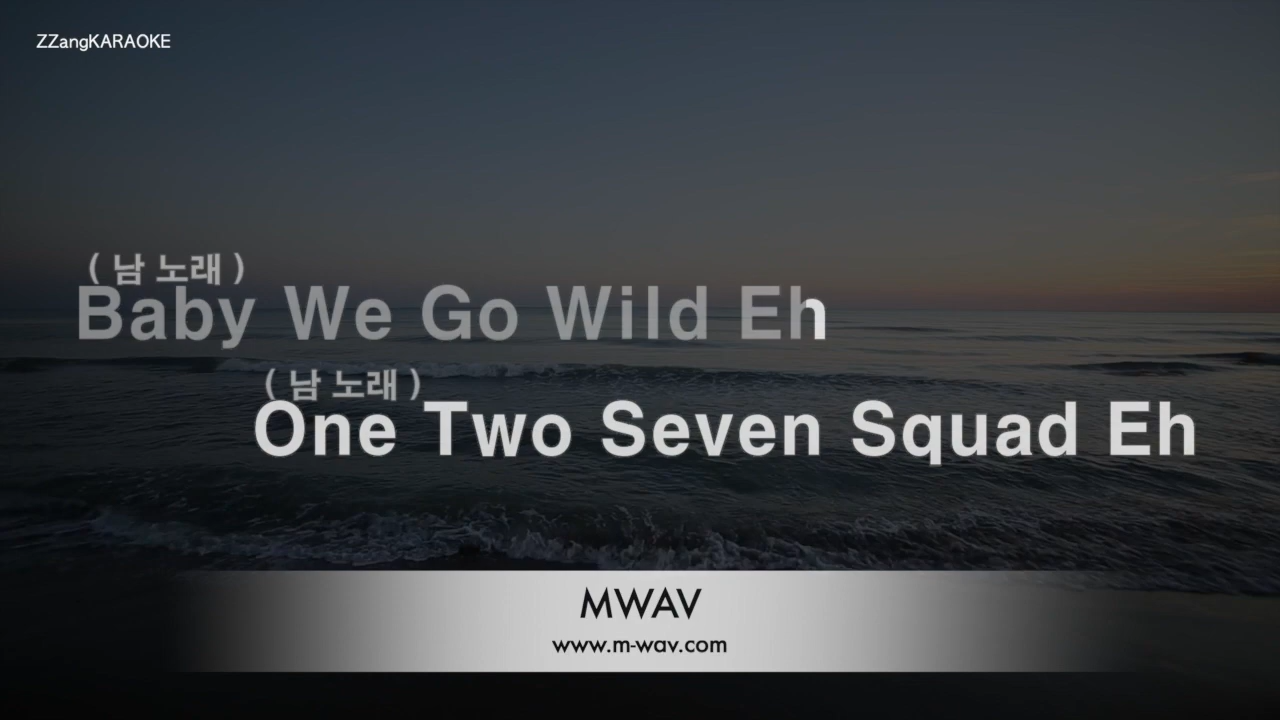 ZZangKARAOKE
( 남 노래 )
Baby We Go Wild Eh
( 남 노래 )
One Two Seven Squad Eh
MWAV
www.m-wav.com